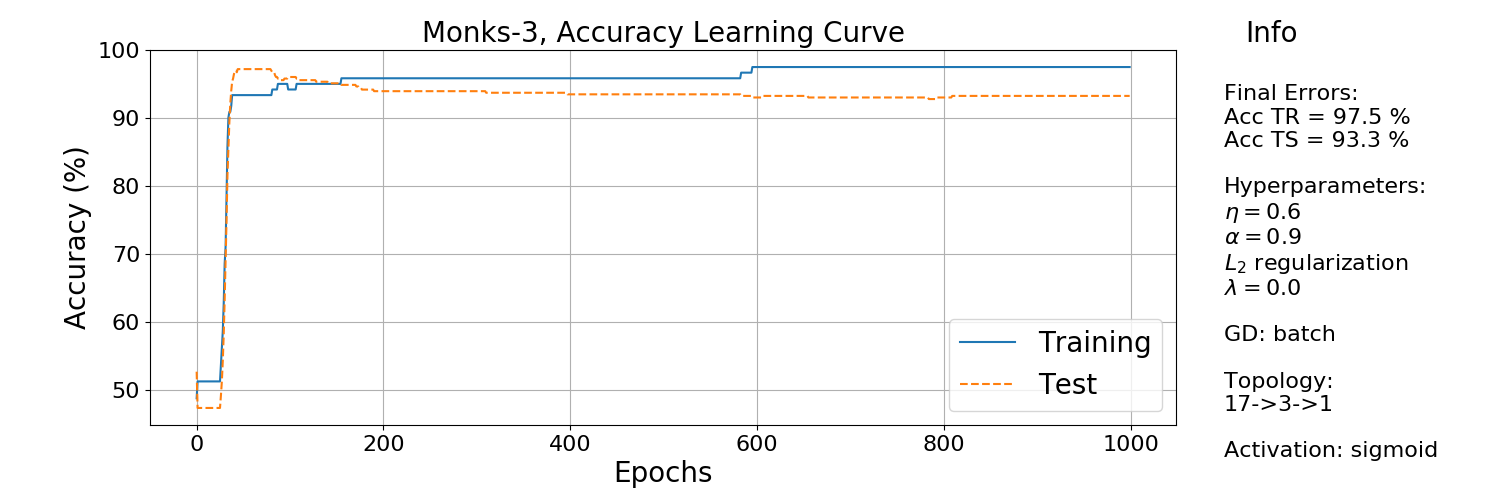 Monks-3, Accuracy Learning Curve
Info
100
90
80
70
60
50
Accuracy (%)
0 200 400 600 800 1000
Epochs
Training
Test
Final Errors:
Acc TR = 97.5 %
Acc TS = 93.3 %
Hyperparameters:
η = 0.6
α = 0.9
L₂ regularization
λ = 0.0
GD: batch
Topology:
17->3->1
Activation: sigmoid